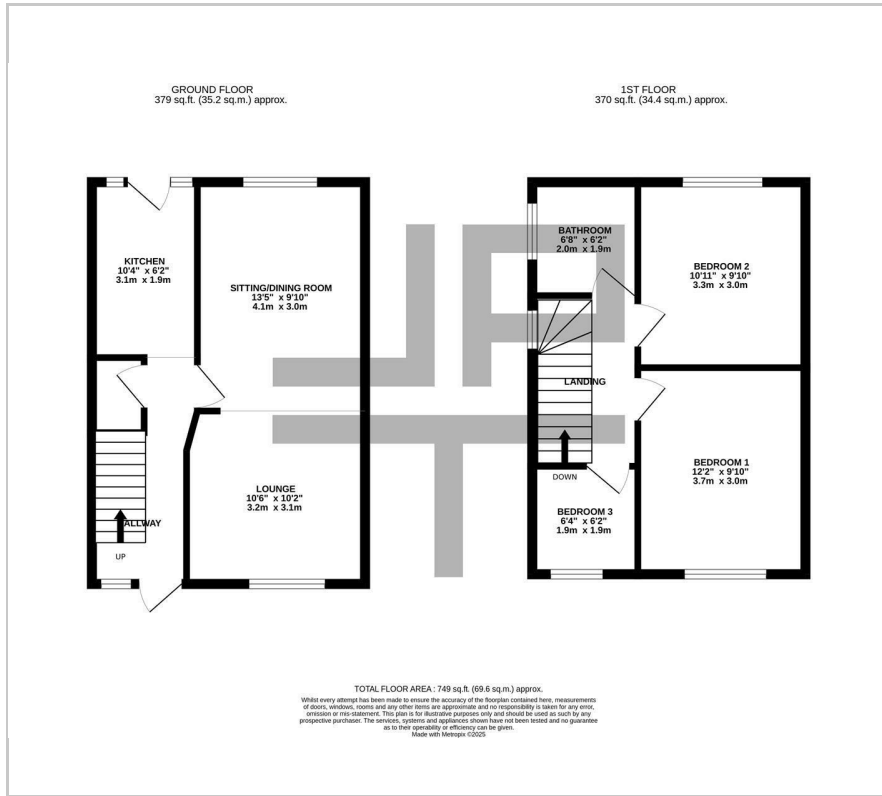 GROUND FLOOR
379 sq.ft. (35.2 sq.m.) approx.
KITCHEN
10'4" x 6'2"
3.1m x 1.9m
SITTING/DINING ROOM
13'5" x 9'10"
4.1m x 3.0m
LOUNGE
10'6" x 10'2"
3.2m x 3.1m
ALLWAY
UP
1ST FLOOR
370 sq.ft. (34.4 sq.m.) approx.
BATHROOM
6'8" x 6'2"
2.0m x 1.9m
BEDROOM 2
10'11" x 9'10"
3.3m x 3.0m
LANDING
DOWN
BEDROOM 1
12'2" x 9'10"
3.7m x 3.0m
BEDROOM 3
6'4" x 6'2"
1.9m x 1.9m
TOTAL FLOOR AREA : 749 sq.ft. (69.6 sq.m.) approx.
Whilst every attempt has been made to ensure the accuracy of the floorplan contained here, measurements
of doors, windows, rooms and any other items are approximate and no responsibility is taken for any error,
omission or mis-statement. This plan is for illustrative purposes only and should be used as such by any
prospective purchaser. The services, systems and appliances shown have not been tested and no guarantee
as to their operability or efficiency can be given.
Made with Metropix ©2025